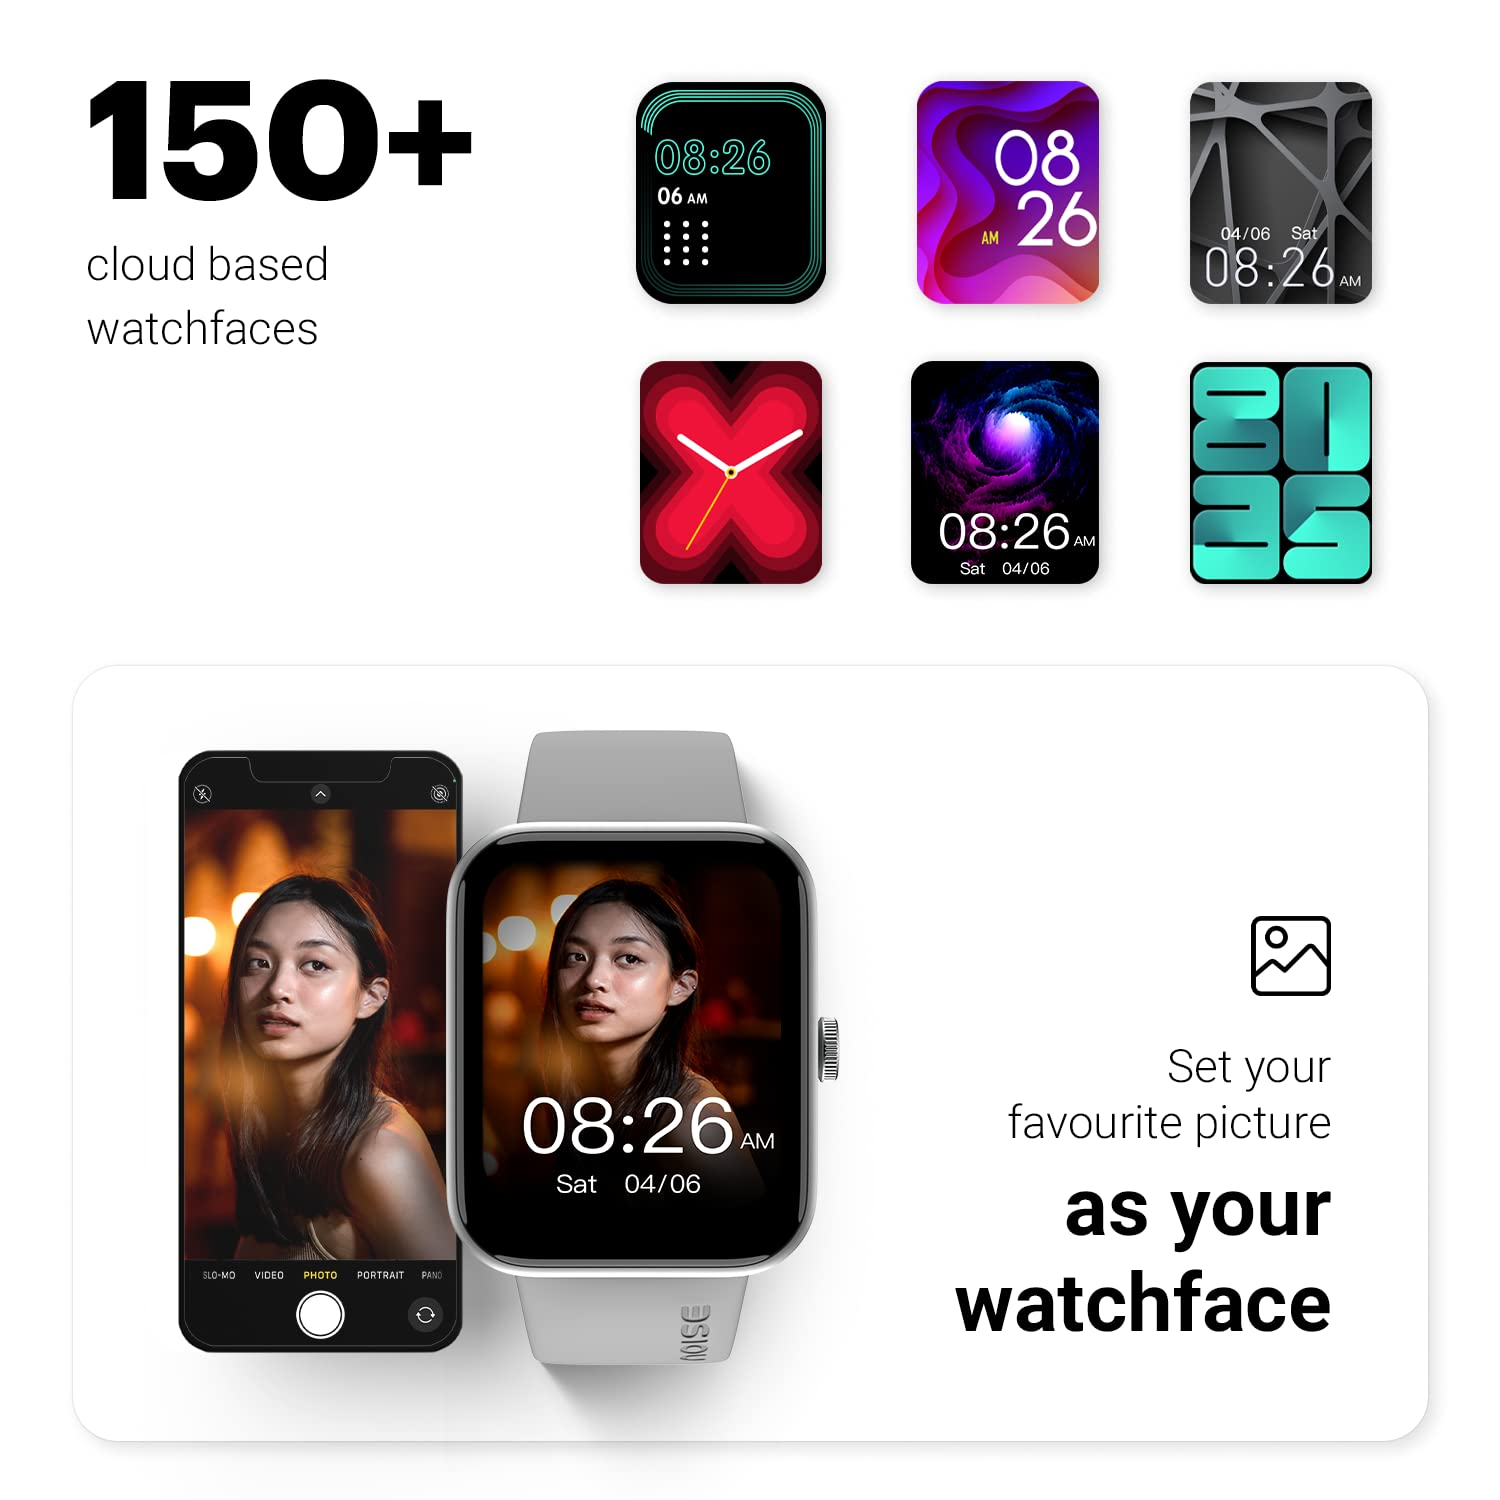 150+
cloud based
watchfaces
08:26
06 AM
08
26
AM
04/06 Sat
08:26 AM
08:26 AM
Sat 04/06
80
25
SLO-MO VIDEO PHOTO PORTRAIT PANO
08:26 AM
Sat 04/06
NOISE
Set your
favourite picture
as your
watchface